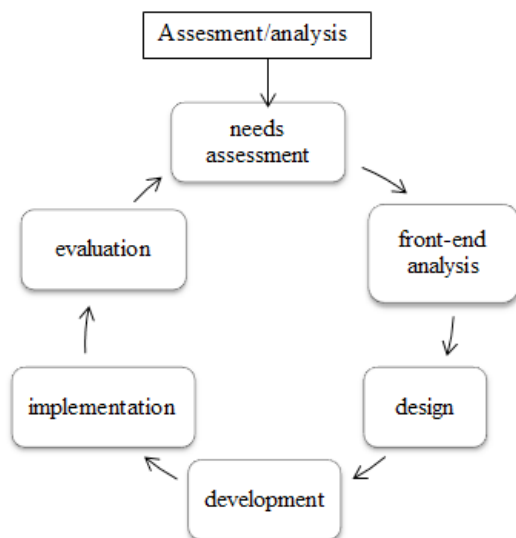 Assesment/analysis
needs
assessment
front-end
analysis
design
development
implementation
evaluation